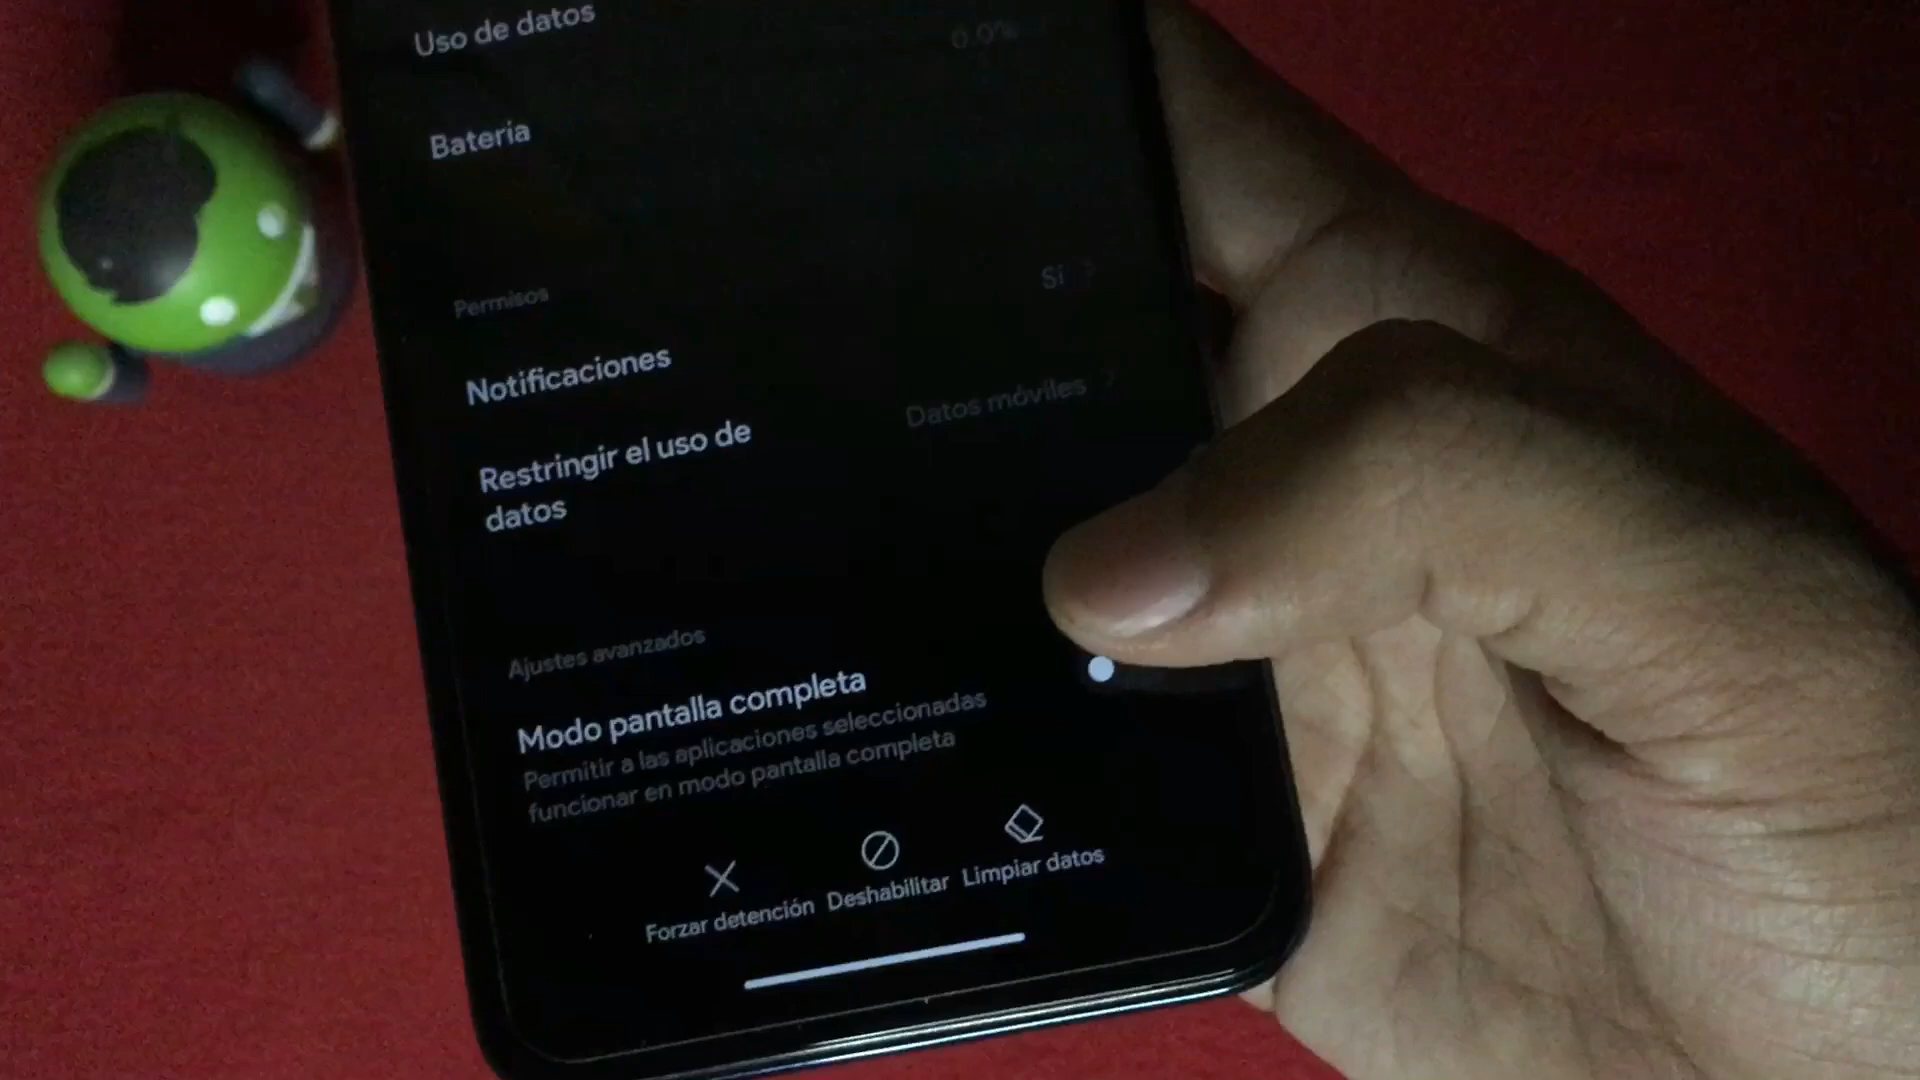 Uso de datos
0.0%
Bateria
Permisos
Sí
Notificaciones
Datos móviles
Restringir el uso de
datos
Ajustes avanzados
Modo pantalla completa
Permitir a las aplicaciones seleccionadas
funcionar en modo pantalla completa
Forzar detención
Deshabilitar
Limpiar datos